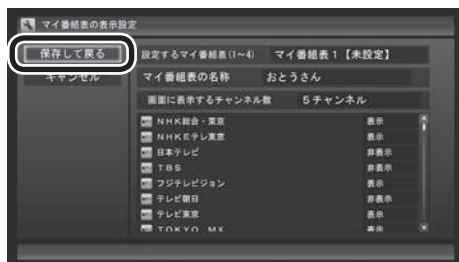 マイ番組表の表示設定
保存して戻る
キャンセル
設定するマイ番組表(1~4) マイ番組表1【未設定】
マイ番組表の名称 おとうさん
画面に表示するチャンネル数 5チャンネル
NHK総合・東京 表示
NHKEテレ東京 表示
日本テレビ 非表示
TBS 非表示
フジテレビジョン 表示
テレビ朝日 非表示
テレビ東京 表示
TOKYO MX 表示